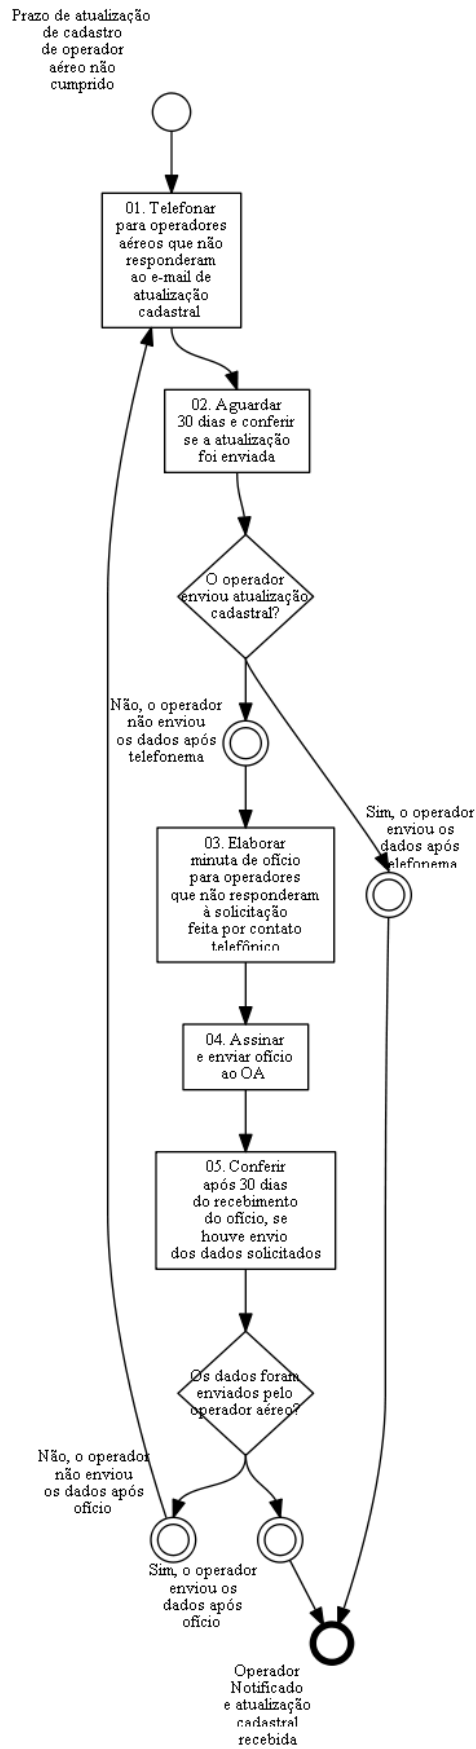 Prazo de atualização
de cadastro
de operador
aéreo não
cumprido
01. Telefonar
para operadores
aéreos que não
responderam
ao e-mail de
atualização
cadastral
02. Aguardar
30 dias e conferir
se a atualização
foi enviada
O operador
enviou atualização
cadastral?
Não, o operador
não enviou
os dados após
telefonema
Sim, o operador
enviou os
dados após
telefonema
03. Elaborar
minuta de ofício
para operadores
que não responderam
à solicitação
feita por contato
telefônico
04. Assinar
e enviar ofício
ao OA
05. Conferir
após 30 dias
do recebimento
do ofício, se
houve envio
dos dados solicitados
Os dados foram
enviados pelo
operador aéreo?
Não, o operador
não enviou
os dados após
ofício
Sim, o operador
enviou os
dados após
ofício
Operador
Notificado
e atualização
cadastral
recebida